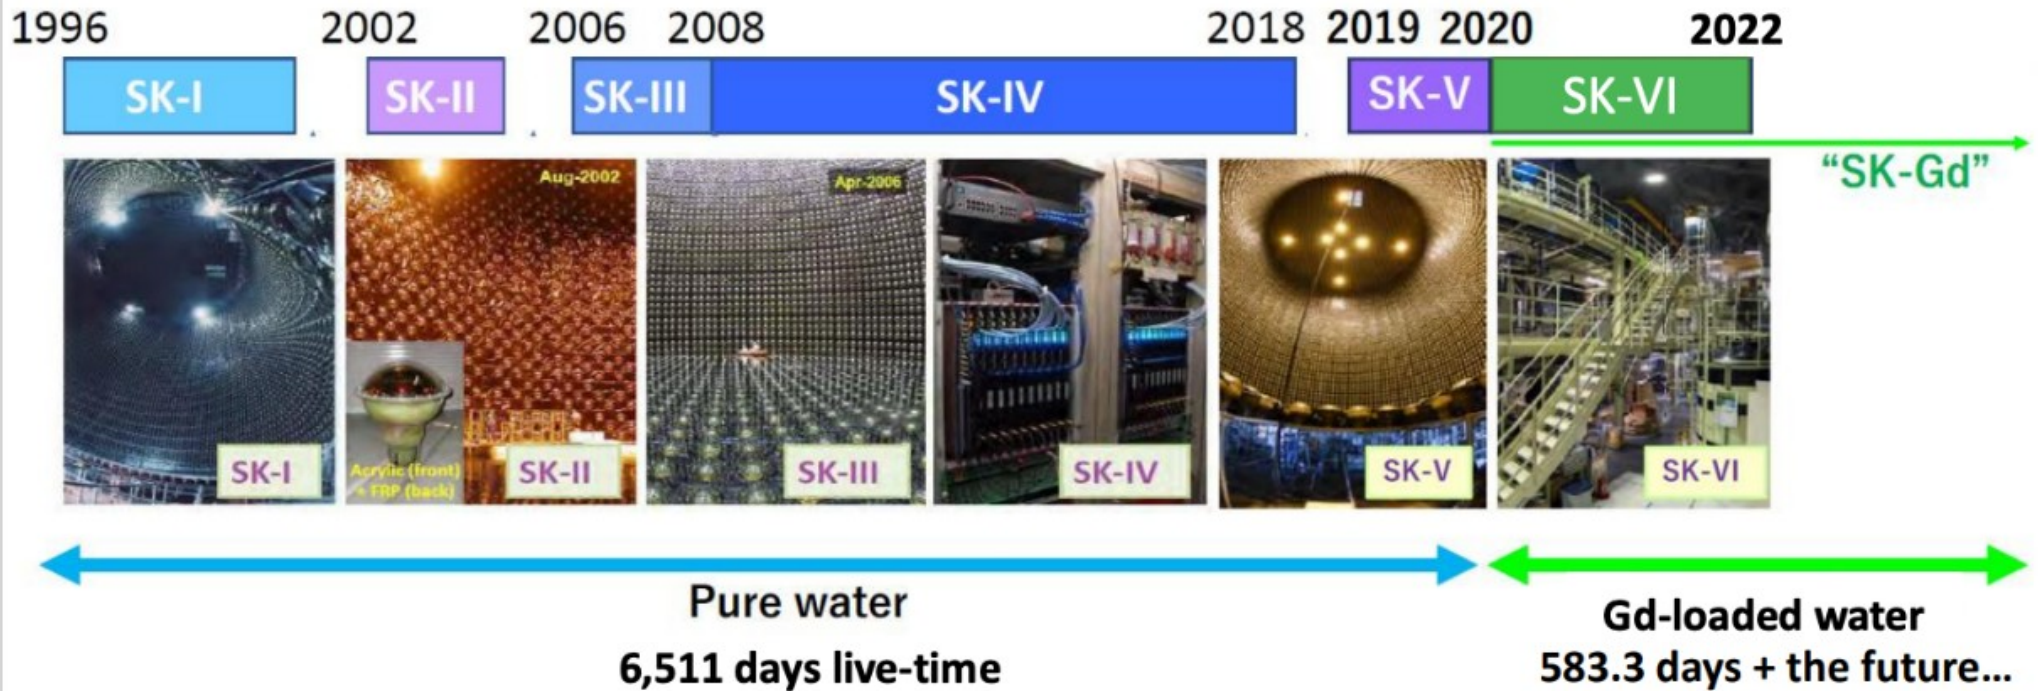 1996 2002 2006 2008 2018 2019 2020 2022
SK-I SK-II SK-III SK-IV SK-V SK-VI
“SK-Gd”
Aug-2002
Apr-2006
Acrylic (front)
+ FRP (back)
SK-I SK-II SK-III SK-IV SK-V SK-VI
Pure water
6,511 days live-time
Gd-loaded water
583.3 days + the future...